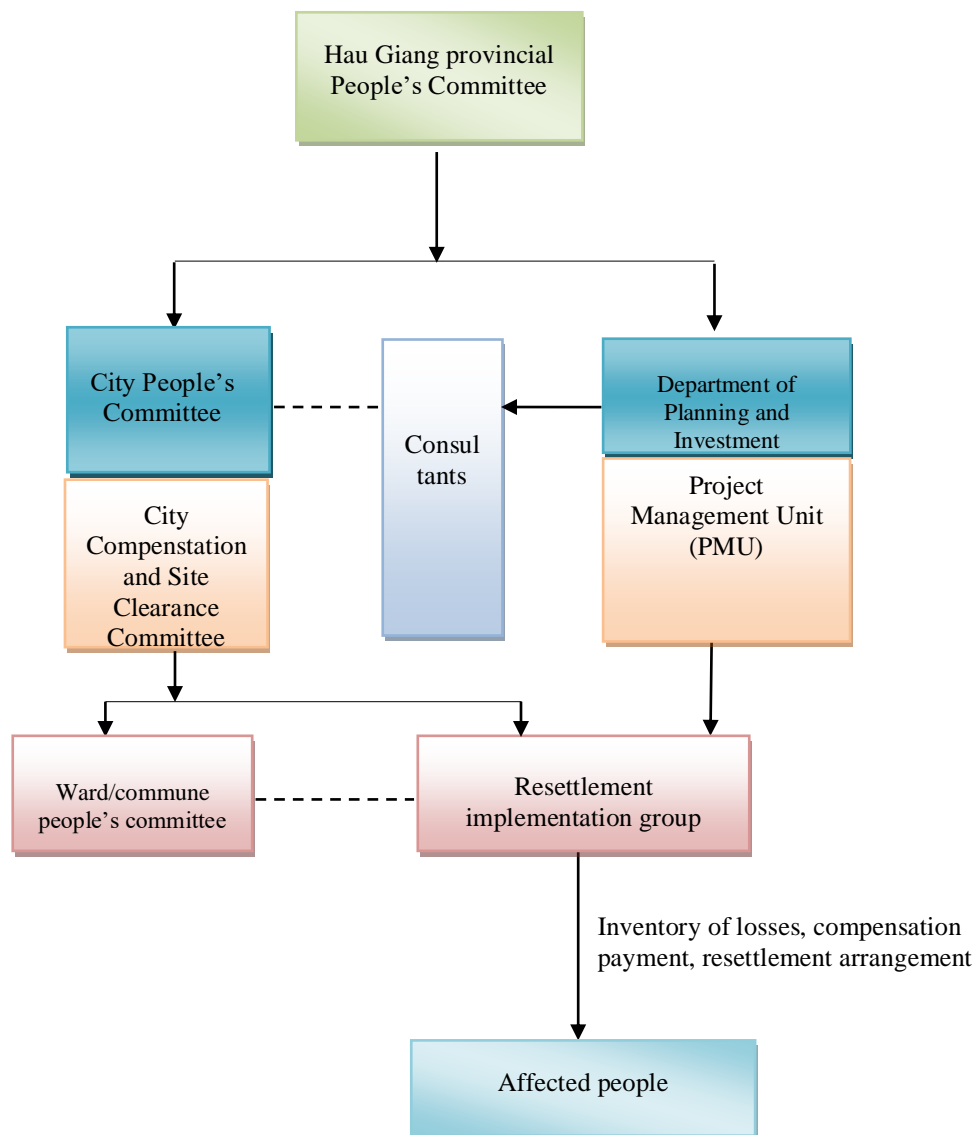 Hau Giang provincial
People’s Committee
City People’s
Committee
Consul
tants
Department of
Planning and
Investment
City
Compenstation
and Site
Clearance
Committee
Project
Management Unit
(PMU)
Ward/commune
people’s committee
Resettlement
implementation group
Inventory of losses, compensation
payment, resettlement arrangement
Affected people